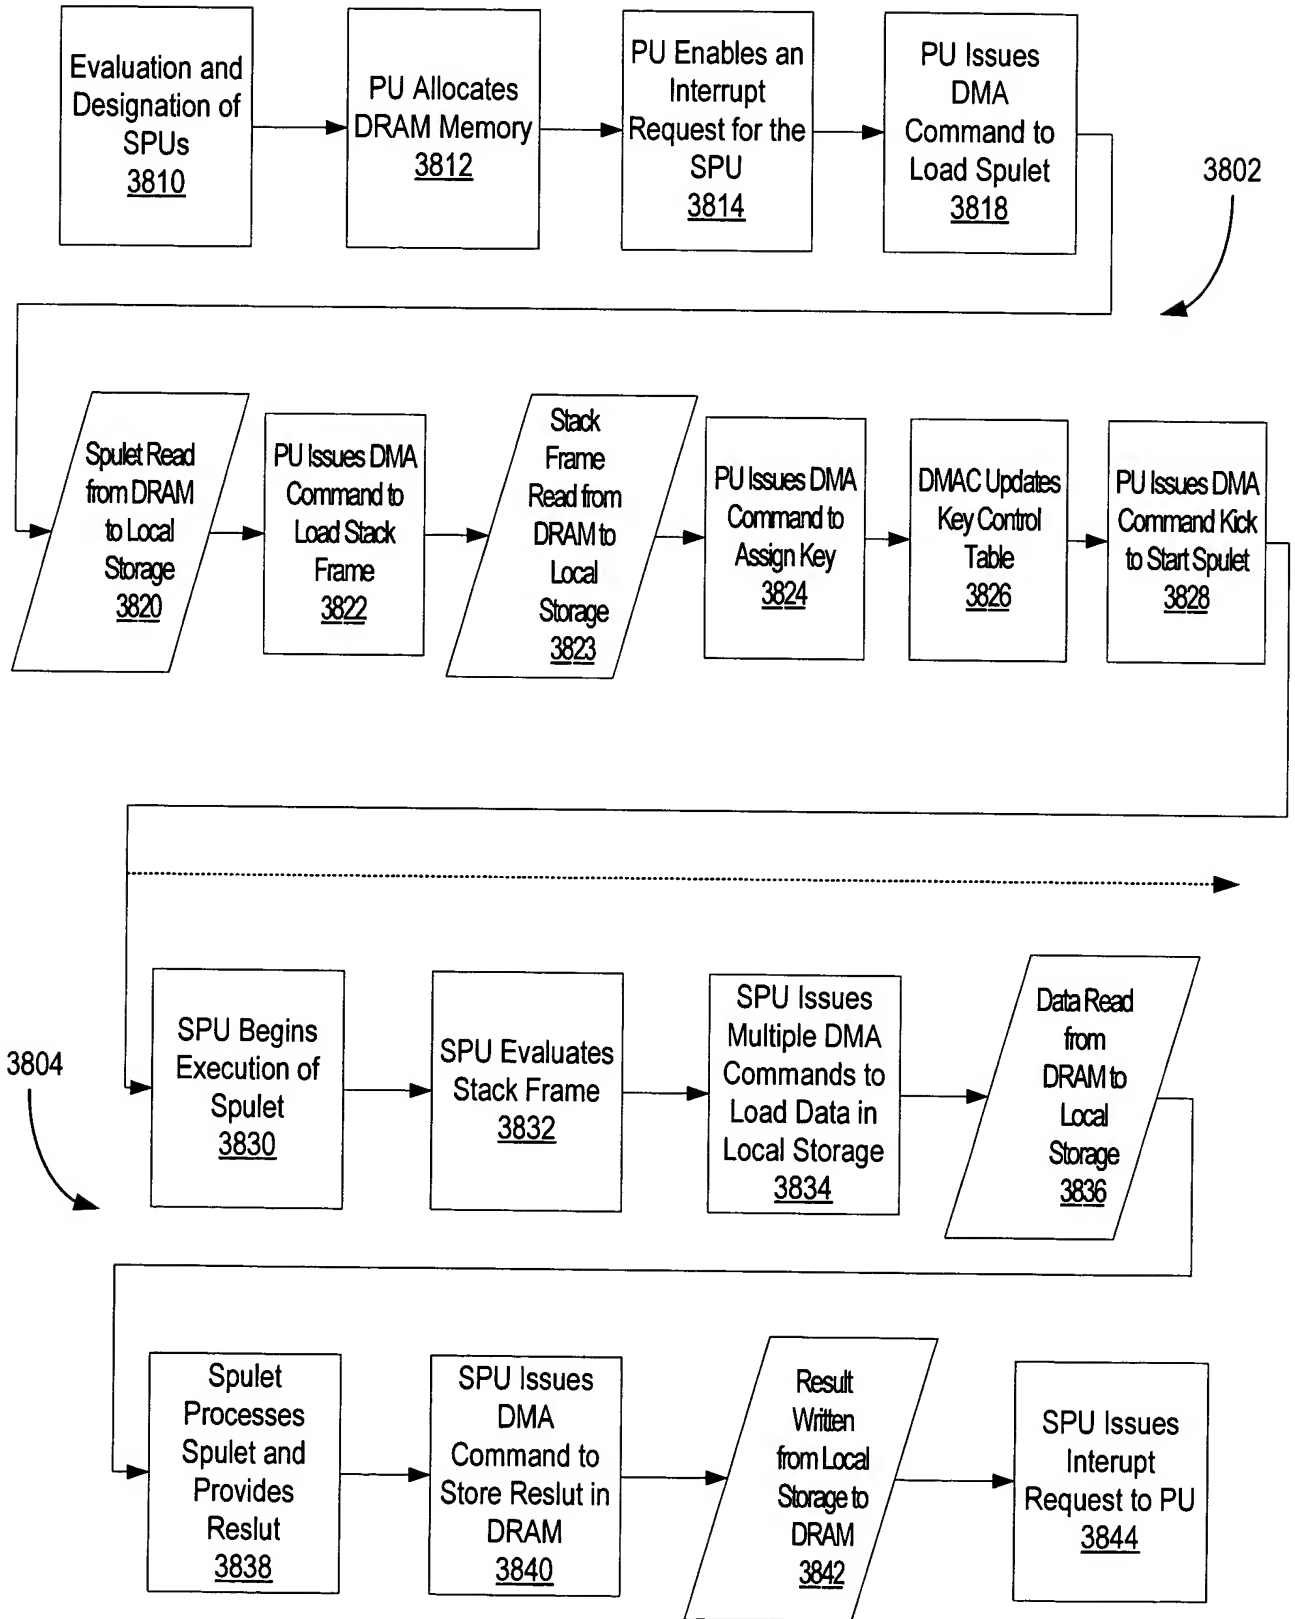 Evaluation and
Designation of
SPUs
3810
PU Allocates
DRAM Memory
3812
PU Enables an
Interrupt
Request for the
SPU
3814
PU Issues
DMA
Command to
Load Spulet
3818
3802
Spulet Read
from DRAM
to Local
Storage
3820
PU Issues DMA
Command to
Load Stack
Frame
3822
Stack
Frame
Read from
DRAM to
Local
Storage
3823
PU Issues DMA
Command to
Assign Key
3824
DMAC Updates
Key Control
Table
3826
PU Issues DMA
Command Kick
to Start Spulet
3828
3804
SPU Begins
Execution of
Spulet
3830
SPU Evaluates
Stack Frame
3832
SPU Issues
Multiple DMA
Commands to
Load Data in
Local Storage
3834
Data Read
from
DRAM to
Local
Storage
3836
Spulet
Processes
Spulet and
Provides
Reslut
3838
SPU Issues
DMA
Command to
Store Reslut in
DRAM
3840
Result
Written
from Local
Storage to
DRAM
3842
SPU Issues
Interupt
Request to PU
3844